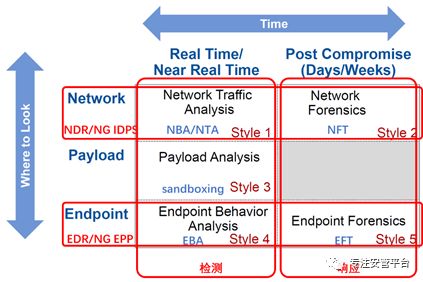 Time
Real Time/
Near Real Time
Post Compromise
(Days/Weeks)
Where to Look
Network
NDR/NG IDPS
Network Traffic
Analysis
NBA/NTA
Style 1
Network
Forensics
NFT
Style 2
Payload
Payload Analysis
sandboxing
Style 3
Endpoint
EDR/NG EPP
Endpoint Behavior
Analysis
EBA
Style 4
Endpoint Forensics
EFT
Style 5
检测
响应
专注安管平台